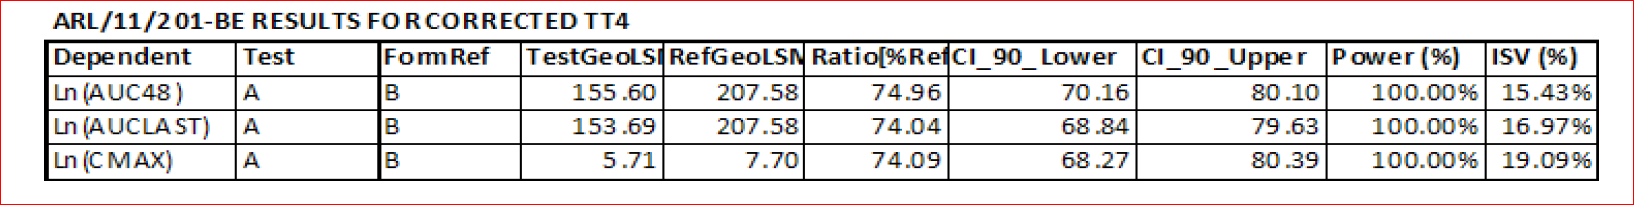 ARL/11/201-BE RESULTS FOR CORRECTED TT4
Dependent Test FormRef TestGeoLSM RefGeoLSM Ratio[%Ref CI_90_Lower CI_90_Upper Power (%) ISV (%)
Ln(AUC48) A B 155.60 207.58 74.96 70.16 80.10 100.00% 15.43%
Ln(AUCLAST) A B 153.69 207.58 74.04 68.84 79.63 100.00% 16.97%
Ln(CMAX) A B 5.71 7.70 74.09 68.27 80.39 100.00% 19.09%